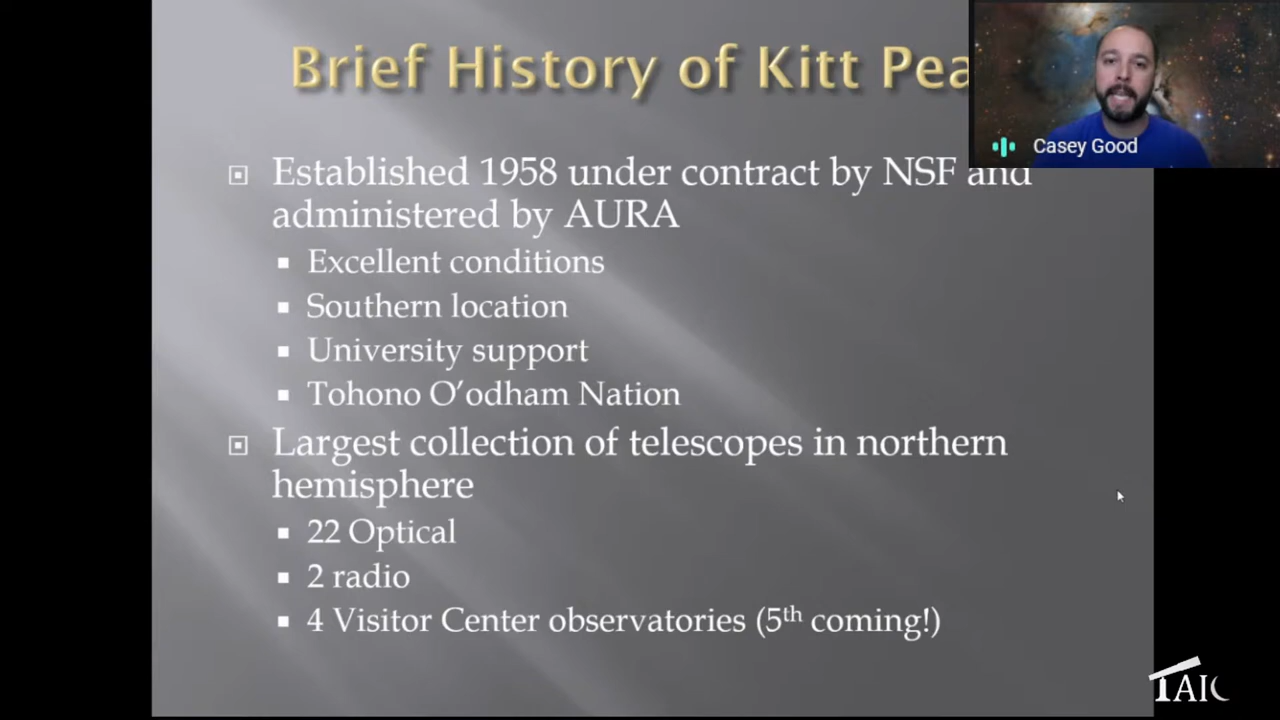 Brief History of Kitt Pea
Casey Good
Established 1958 under contract by NSF and
administered by AURA
Excellent conditions
Southern location
University support
Tohono O’odham Nation
Largest collection of telescopes in northern
hemisphere
22 Optical
2 radio
4 Visitor Center observatories (5th coming!)
TAIC